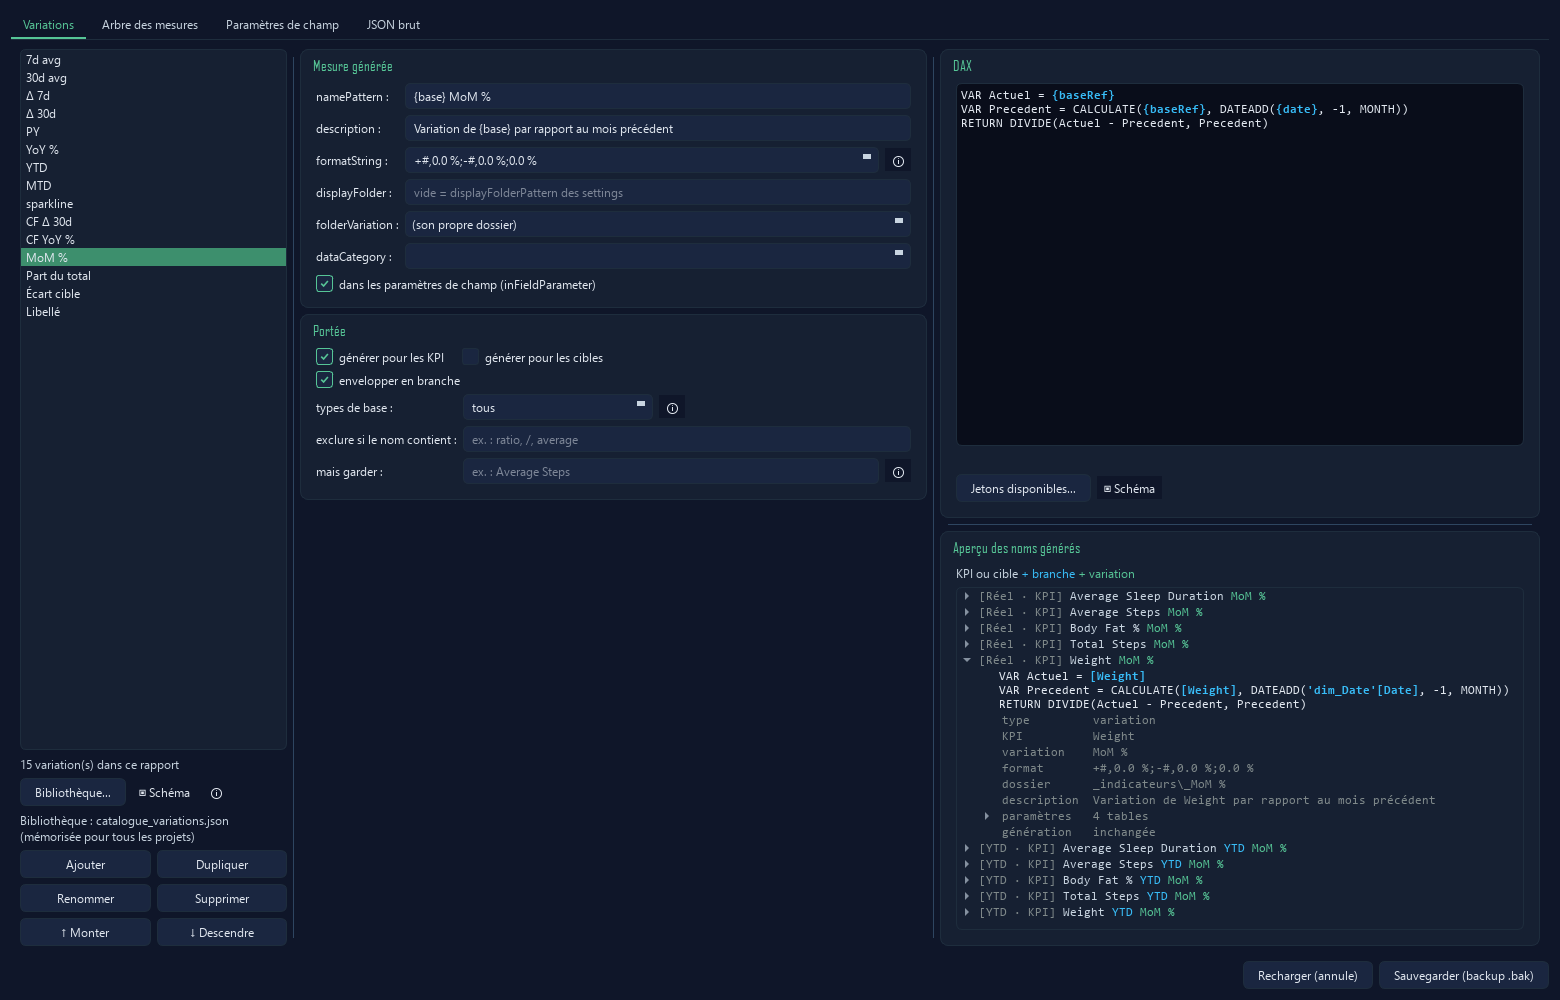 Variations
Arbre des mesures
Paramètres de champ
JSON brut
7d avg
30d avg
Δ 7d
Δ 30d
PY
YoY %
YTD
MTD
sparkline
CF Δ 30d
CF YoY %
MoM %
Part du total
Écart cible
Libellé
15 variation(s) dans ce rapport
Bibliothèque...
Schéma
Bibliothèque : catalogue_variations.json
(mémorisée pour tous les projets)
Ajouter
Dupliquer
Renommer
Supprimer
↑ Monter
↓ Descendre
Mesure générée
namePattern : {base} MoM %
description : Variation de {base} par rapport au mois précédent
formatString : +#,0.0 %;-#,0.0 %;0.0 %
displayFolder : vide = displayFolderPattern des settings
folderVariation : (son propre dossier)
dataCategory :
dans les paramètres de champ (inFieldParameter)
Portée
générer pour les KPI
générer pour les cibles
envelopper en branche
types de base : tous
exclure si le nom contient : ex. : ratio, /, average
mais garder : ex. : Average Steps
DAX
VAR Actuel = {baseRef}
VAR Precedent = CALCULATE({baseRef}, DATEADD({date}, -1, MONTH))
RETURN DIVIDE(Actuel - Precedent, Precedent)
Jetons disponibles...
Schéma
Aperçu des noms générés
KPI ou cible + branche + variation
[Réel · KPI] Average Sleep Duration MoM %
[Réel · KPI] Average Steps MoM %
[Réel · KPI] Body Fat % MoM %
[Réel · KPI] Total Steps MoM %
[Réel · KPI] Weight MoM %
VAR Actuel = [Weight]
VAR Precedent = CALCULATE([Weight], DATEADD('dim_Date'[Date], -1, MONTH))
RETURN DIVIDE(Actuel - Precedent, Precedent)
type variation
KPI Weight
variation MoM %
format +#,0.0 %;-#,0.0 %;0.0 %
dossier _indicateurs\_MoM %
description Variation de Weight par rapport au mois précédent
paramètres 4 tables
génération inchangée
[YTD · KPI] Average Sleep Duration YTD MoM %
[YTD · KPI] Average Steps YTD MoM %
[YTD · KPI] Body Fat % YTD MoM %
[YTD · KPI] Total Steps YTD MoM %
[YTD · KPI] Weight YTD MoM %
Recharger (annule)
Sauvegarder (backup .bak)